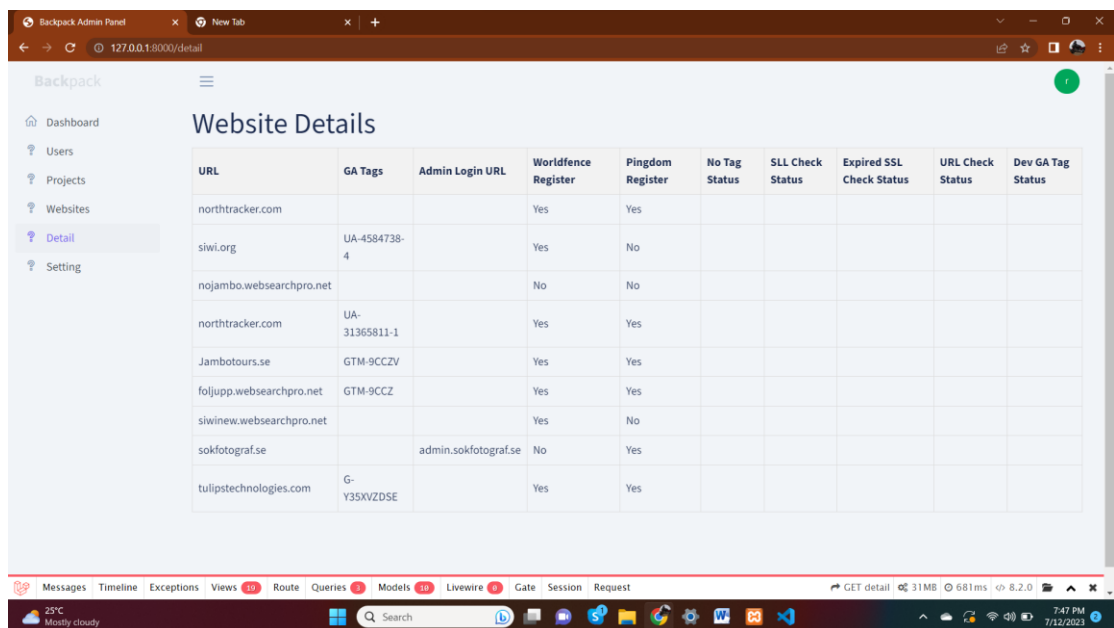 Backpack Admin Panel
New Tab
127.0.0.1:8000/detail
Backpack
r
Dashboard
Users
Projects
Websites
Detail
Setting
Website Details
URL GA Tags Admin Login URL Worldfence Register Pingdom Register No Tag Status SLL Check Status Expired SSL Check Status URL Check Status Dev GA Tag Status
northtracker.com Yes Yes
siwi.org UA-4584738-4 Yes No
nojambo.websearchpro.net No No
northtracker.com UA-31365811-1 Yes Yes
Jambotours.se GTM-9CCZV Yes Yes
foljupp.websearchpro.net GTM-9CCZ Yes Yes
siwinew.websearchpro.net Yes No
sokfotograf.se admin.sokfotograf.se No Yes
tulipstechnologies.com G-Y35XVZDSE Yes Yes
Messages Timeline Exceptions Views 19 Route Queries 3 Models 10 Livewire 0 Gate Session Request GET detail 31MB 681ms 8.2.0
25°C
Mostly cloudy
Search
7:47 PM
7/12/2023
2